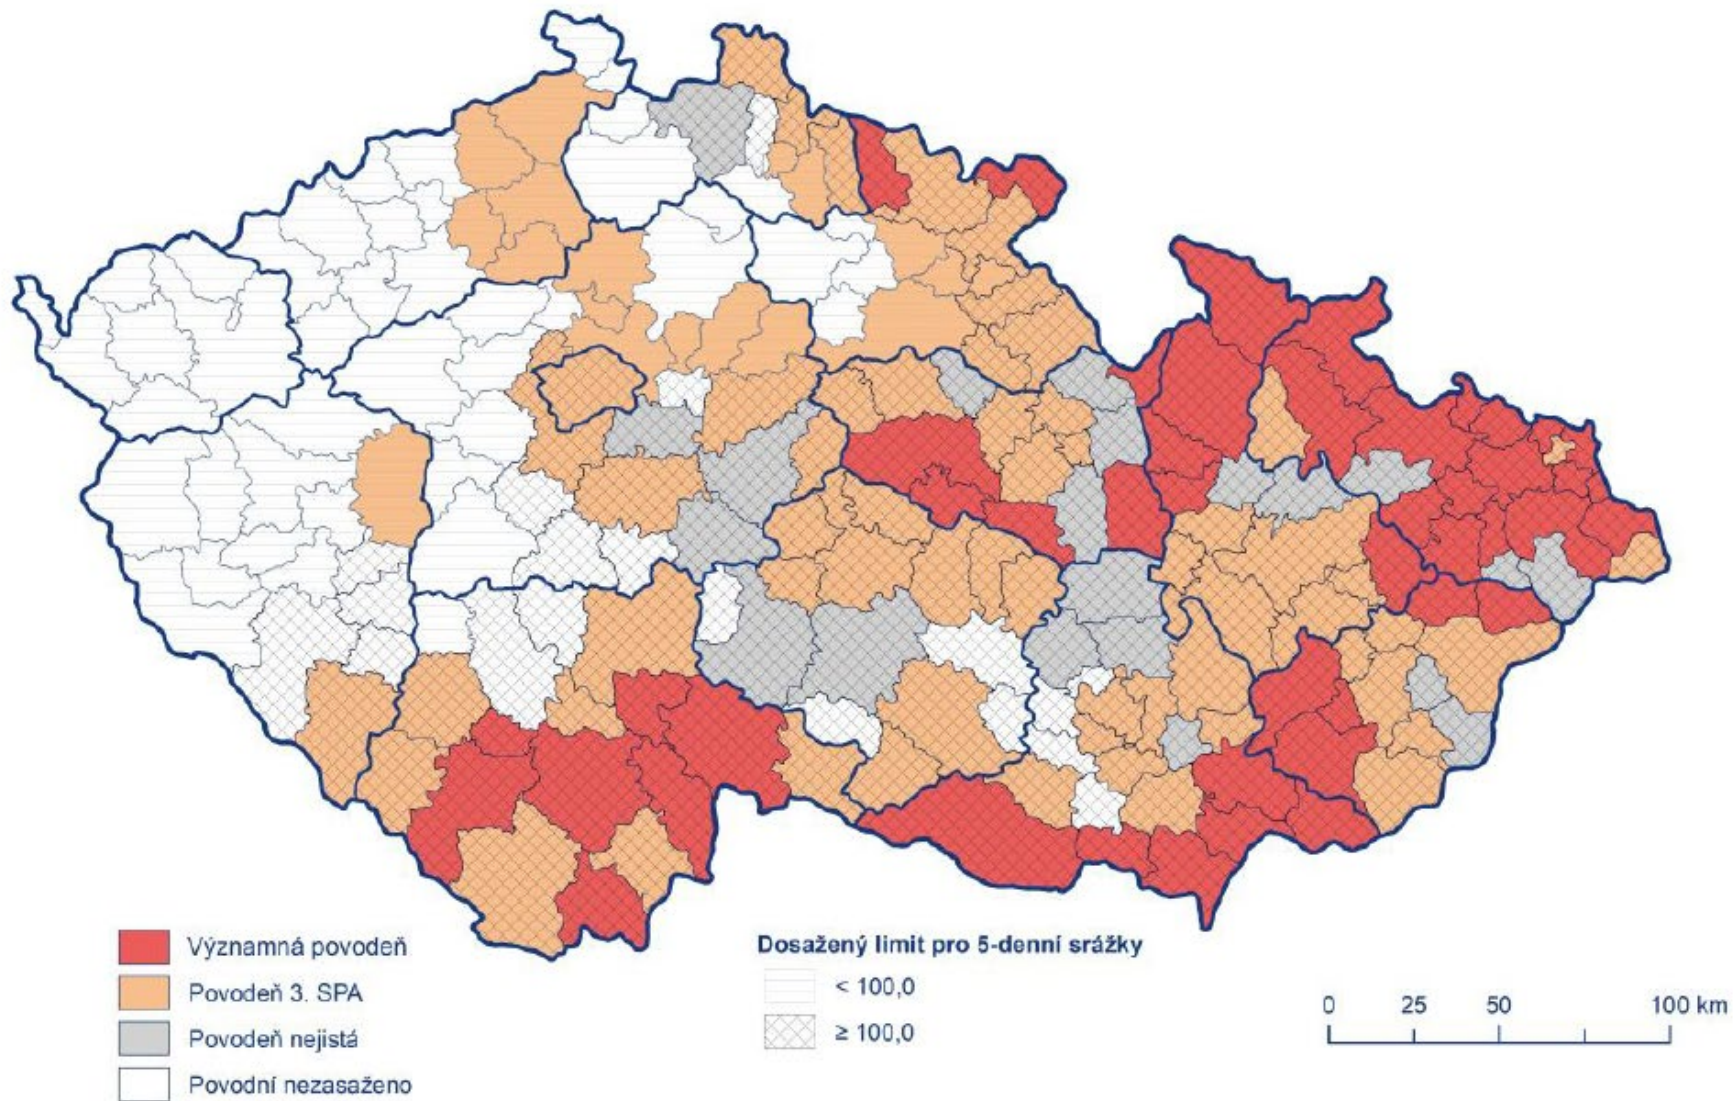 Významná povodeň
Povodeň 3. SPA
Povodeň nejistá
Povodní nezasaženo
Dosažený limit pro 5-denní srážky
< 100,0
≥ 100,0
0 25 50 100 km